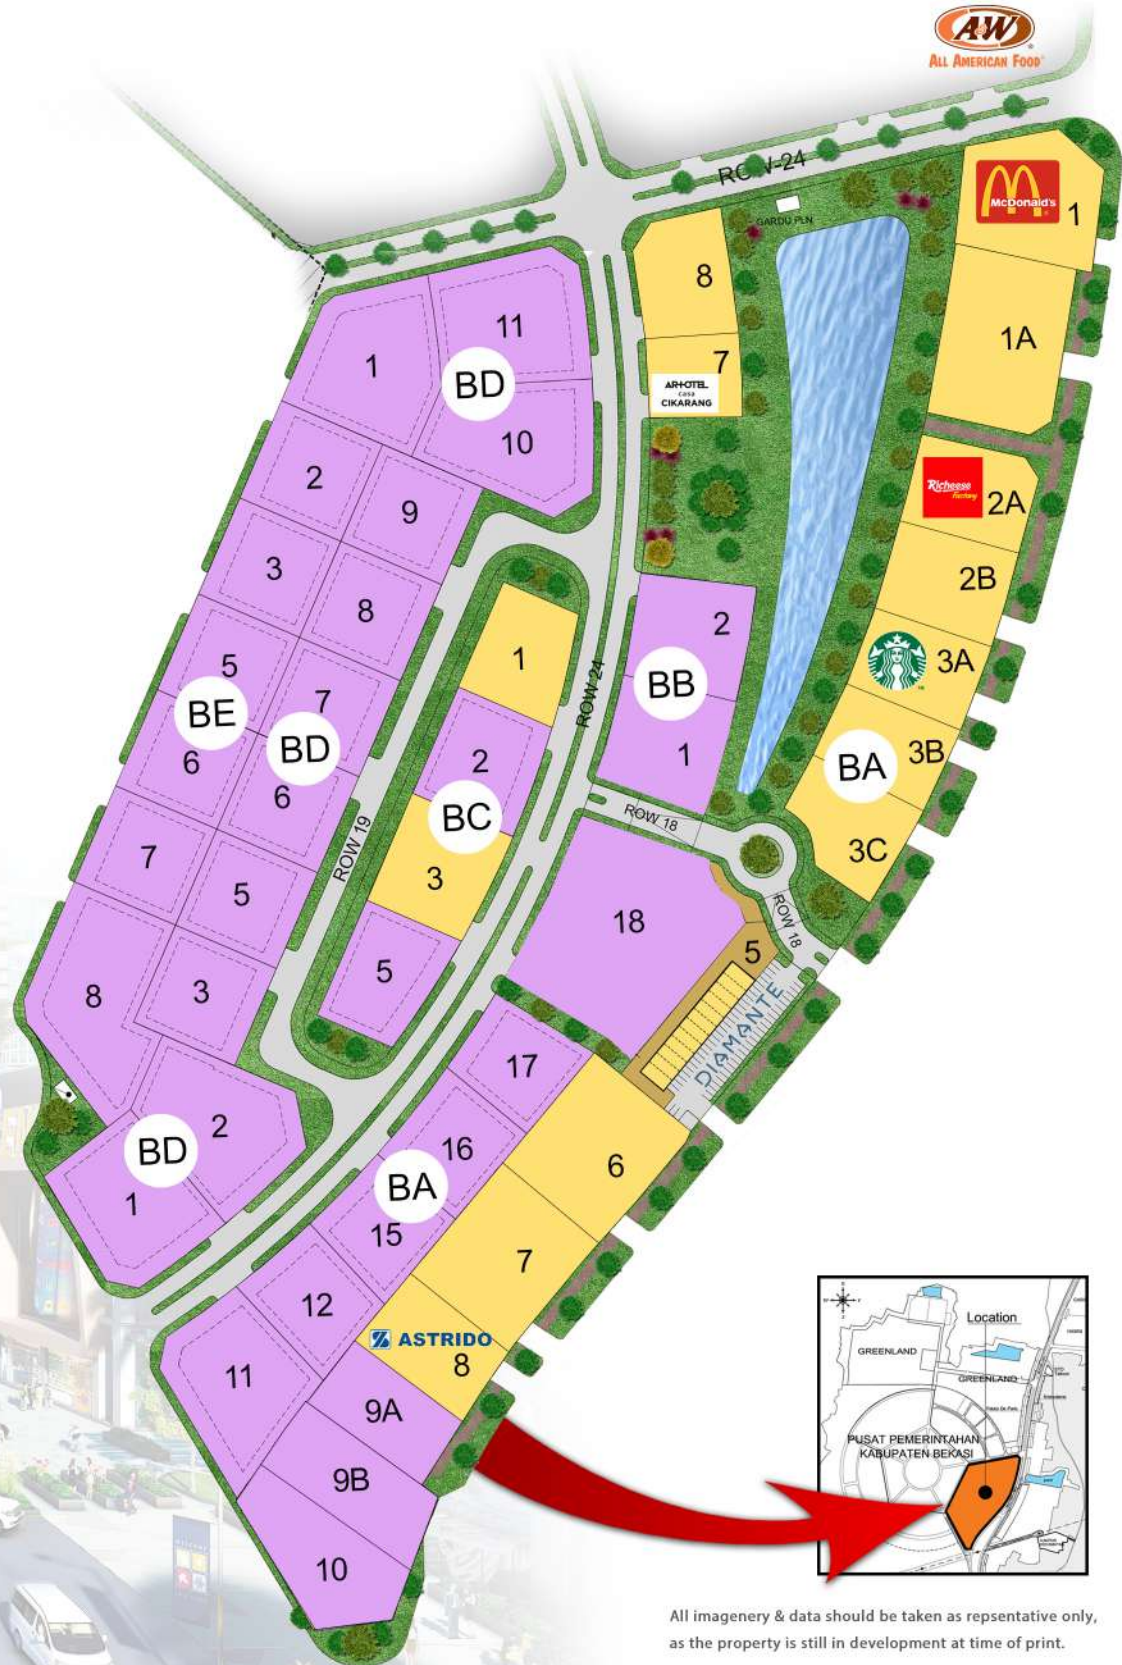 A&W
ALL AMERICAN FOOD
ROW-24
McDonald's
1
GARDU PLN
8
11
1
BD
1A
7
ARTOTEL
casa
CIKARANG
10
2
9
Richeese
Factory
2A
3
8
2B
1
2
5
3A
BB
BE
7
ROW 24
BD
2
1
3B
6
BA
6
BC
ROW 18
ROW 19
7
3
3C
5
18
ROW 18
5
5
8
3
DIAMANTE
17
2
16
BD
6
BA
1
15
7
12
ASTRIDO
8
11
9A
9B
10
Location
GREENLAND
GREENLAND
PUSAT PEMERINTAHAN
KABUPATEN BEKASI
All imagenery & data should be taken as repsentative only,
as the property is still in development at time of print.